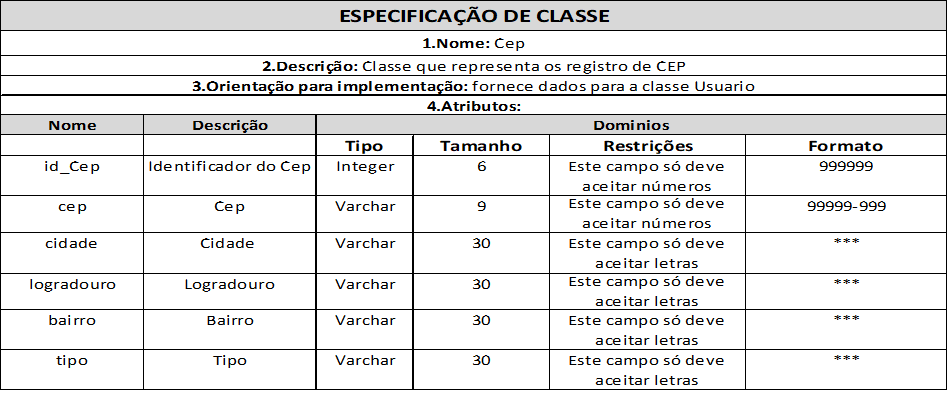 ESPECIFICAÇÃO DE CLASSE
1.Nome: Cep
2.Descrição: Classe que representa os registro de CEP
3.Orientação para implementação: fornece dados para a classe Usuario
4.Atributos:
Nome Descrição Dominios
Tipo Tamanho Restrições Formato
id_Cep Identificador do Cep Integer 6 Este campo só deve aceitar números 999999
cep Cep Varchar 9 Este campo só deve aceitar números 99999-999
cidade Cidade Varchar 30 Este campo só deve aceitar letras ***
logradouro Logradouro Varchar 30 Este campo só deve aceitar letras ***
bairro Bairro Varchar 30 Este campo só deve aceitar letras ***
tipo Tipo Varchar 30 Este campo só deve aceitar letras ***